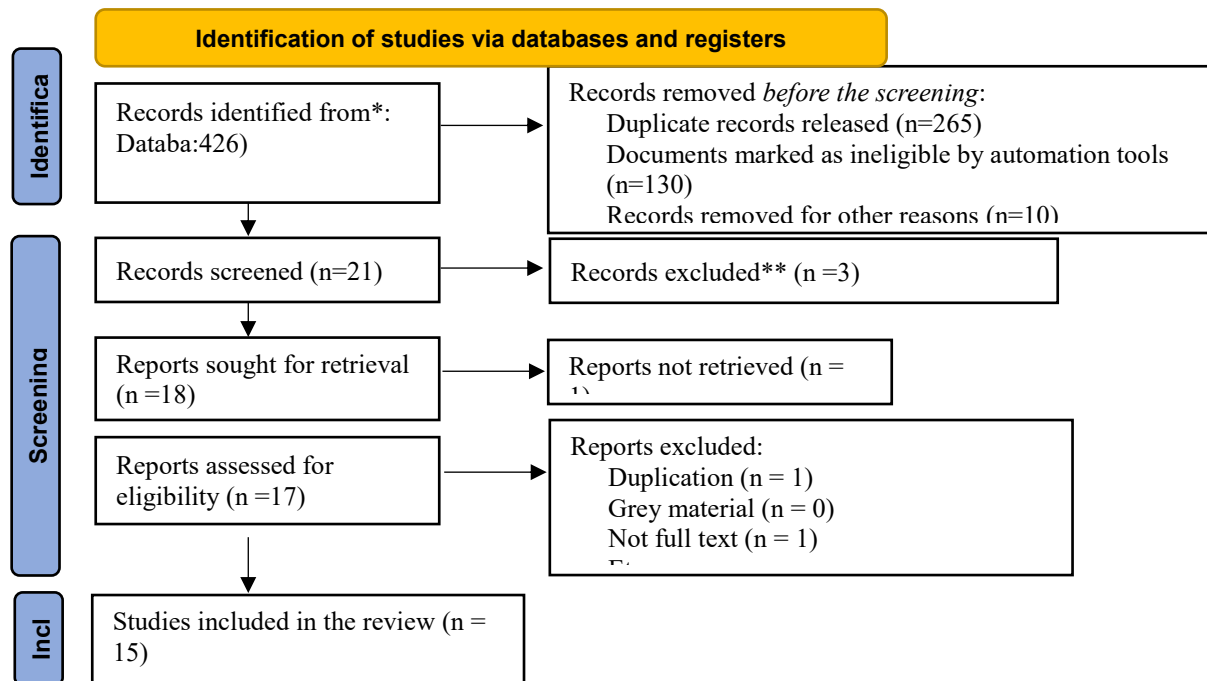 Identification of studies via databases and registers
Identifica
Records identified from*:
Databa:426)
Records removed before the screening:
Duplicate records released (n=265)
Documents marked as ineligible by automation tools
(n=130)
Records removed for other reasons (n=10)
Screening
Records screened (n=21)
Records excluded** (n =3)
Reports sought for retrieval
(n =18)
Reports not retrieved (n =
1)
Reports assessed for
eligibility (n =17)
Reports excluded:
Duplication (n = 1)
Grey material (n = 0)
Not full text (n = 1)
Incl
Studies included in the review (n =
15)